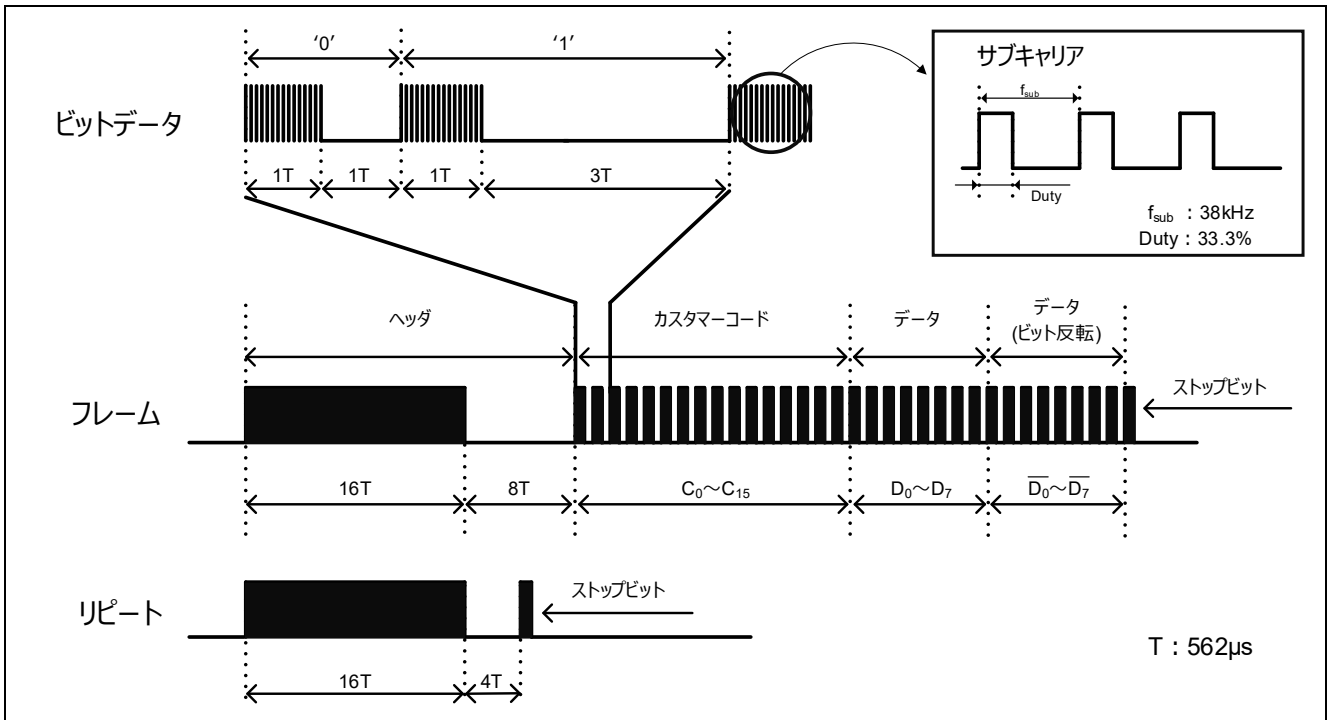 ‘0’
‘1’
ビットデータ
1T
1T
1T
3T
サブキャリア
fsub
Duty
fsub : 38kHz
Duty : 33.3%
ヘッダ
カスタマーコード
データ
データ
(ビット反転)
フレーム
ストップビット
16T
8T
C0～C15
D0～D7
D̅0̅～D̅7̅
リピート
ストップビット
16T
4T
T : 562μs